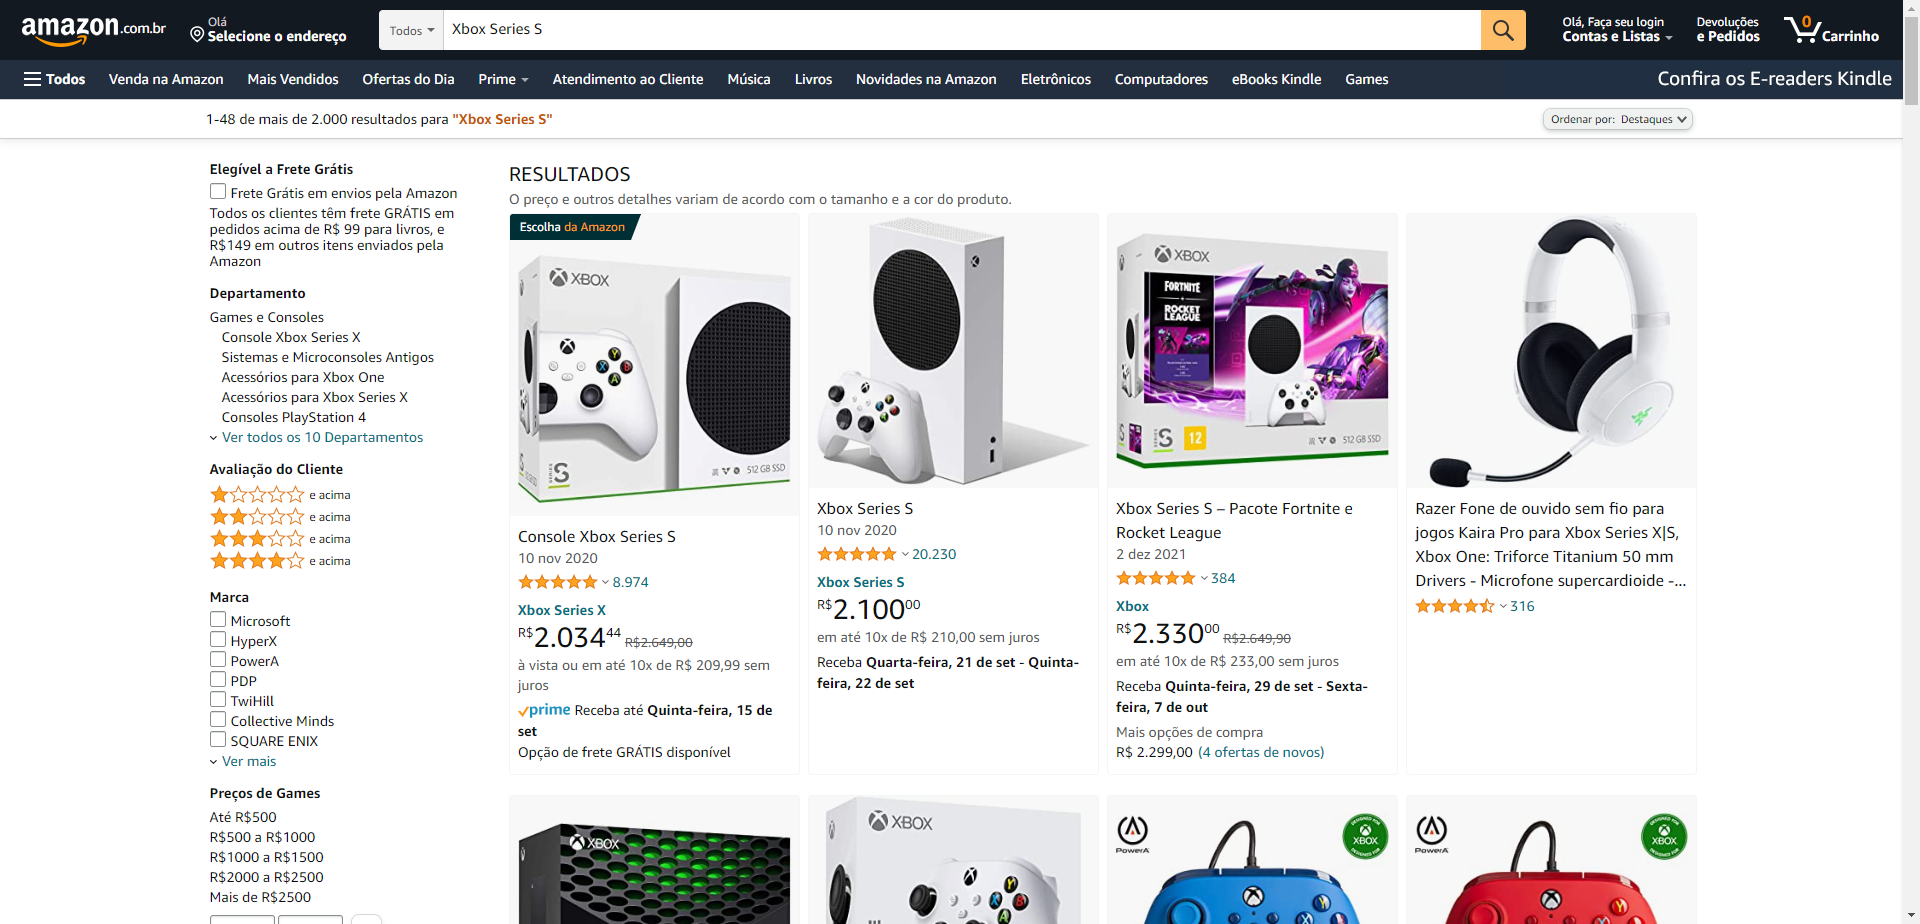 amazon.com.br
Olá
Selecione o endereço
Todos
Xbox Series S
Olá, Faça seu login
Contas e Listas
Devoluções
e Pedidos
0
Carrinho
Todos
Venda na Amazon
Mais Vendidos
Ofertas do Dia
Prime
Atendimento ao Cliente
Música
Livros
Novidades na Amazon
Eletrônicos
Computadores
eBooks Kindle
Games
Confira os E-readers Kindle
1-48 de mais de 2.000 resultados para "Xbox Series S"
Ordenar por: Destaques
Elegível a Frete Grátis
Frete Grátis em envios pela Amazon
Todos os clientes têm frete GRÁTIS em
pedidos acima de R$ 99 para livros, e
R$149 em outros itens enviados pela
Amazon
Departamento
Games e Consoles
Console Xbox Series X
Sistemas e Microconsoles Antigos
Acessórios para Xbox One
Acessórios para Xbox Series X
Consoles PlayStation 4
Ver todos os 10 Departamentos
Avaliação do Cliente
e acima
e acima
e acima
e acima
Marca
Microsoft
HyperX
PowerA
PDP
TwiHill
Collective Minds
SQUARE ENIX
Ver mais
Preços de Games
Até R$500
R$500 a R$1000
R$1000 a R$1500
R$2000 a R$2500
Mais de R$2500
RESULTADOS
O preço e outros detalhes variam de acordo com o tamanho e a cor do produto.
Escolha da Amazon
XBOX
Y
X
B
A
SERIES
S
512 GB SSD
Console Xbox Series S
10 nov 2020
8.974
Xbox Series X
R$2.03444 R$2.649,00
à vista ou em até 10x de R$ 209,99 sem
juros
prime Receba até Quinta-feira, 15 de
set
Opção de frete GRÁTIS disponível
Xbox Series S
10 nov 2020
20.230
Xbox Series S
R$2.10000
em até 10x de R$ 210,00 sem juros
Receba Quarta-feira, 21 de set - Quinta-
feira, 22 de set
XBOX
FORTNITE
+
ROCKET
LEAGUE
SERIES
S
12
512 GB SSD
Xbox Series S – Pacote Fortnite e
Rocket League
2 dez 2021
384
Xbox
R$2.33000 R$2.649,90
em até 10x de R$ 233,00 sem juros
Receba Quinta-feira, 29 de set - Sexta-
feira, 7 de out
Mais opções de compra
R$ 2.299,00 (4 ofertas de novos)
Razer Fone de ouvido sem fio para
jogos Kaira Pro para Xbox Series X|S,
Xbox One: Triforce Titanium 50 mm
Drivers - Microfone supercardioide -...
316
XBOX
XBOX
Y
X
B
A
PowerA
DESIGNED FOR
XBOX
Y
X
B
PowerA
DESIGNED FOR
XBOX
Y
X
B